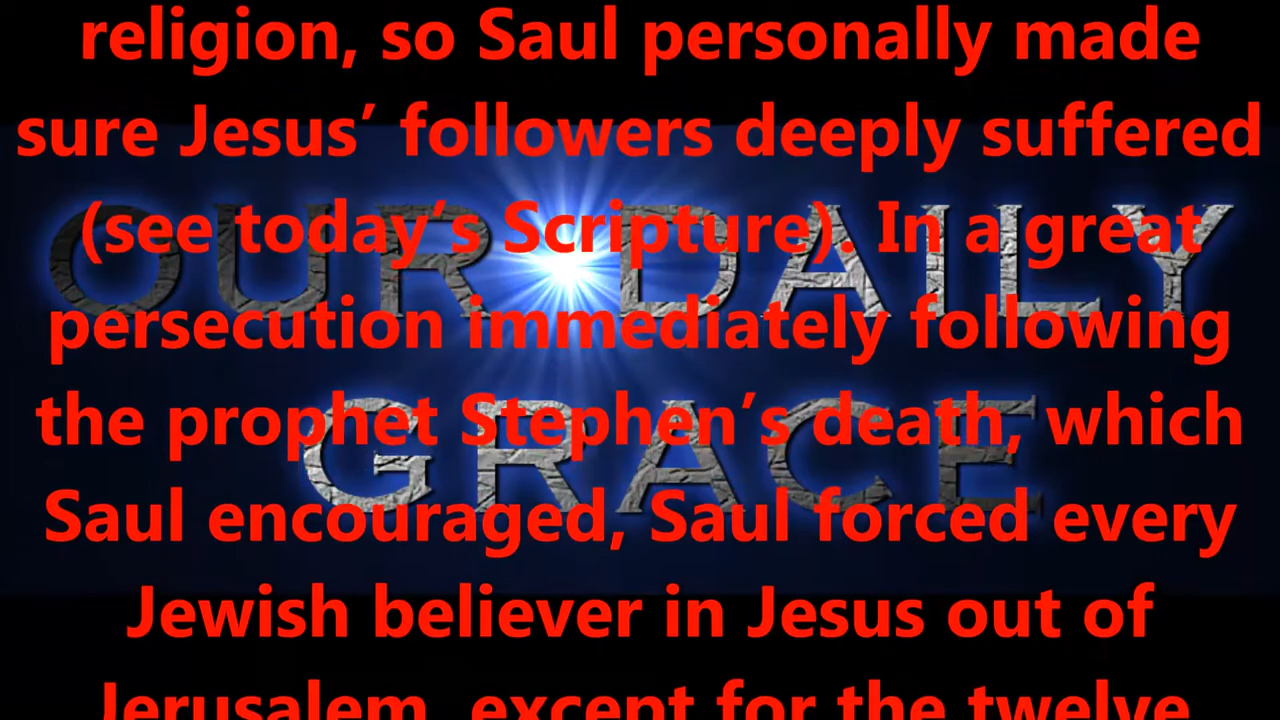 religion, so Saul personally made
sure Jesus’ followers deeply suffered
(see today’s Scripture). In a great
persecution immediately following
the prophet Stephen’s death, which
Saul encouraged, Saul forced every
Jewish believer in Jesus out of
Jerusalem, except for the twelve
OUR DAILY
GRACE